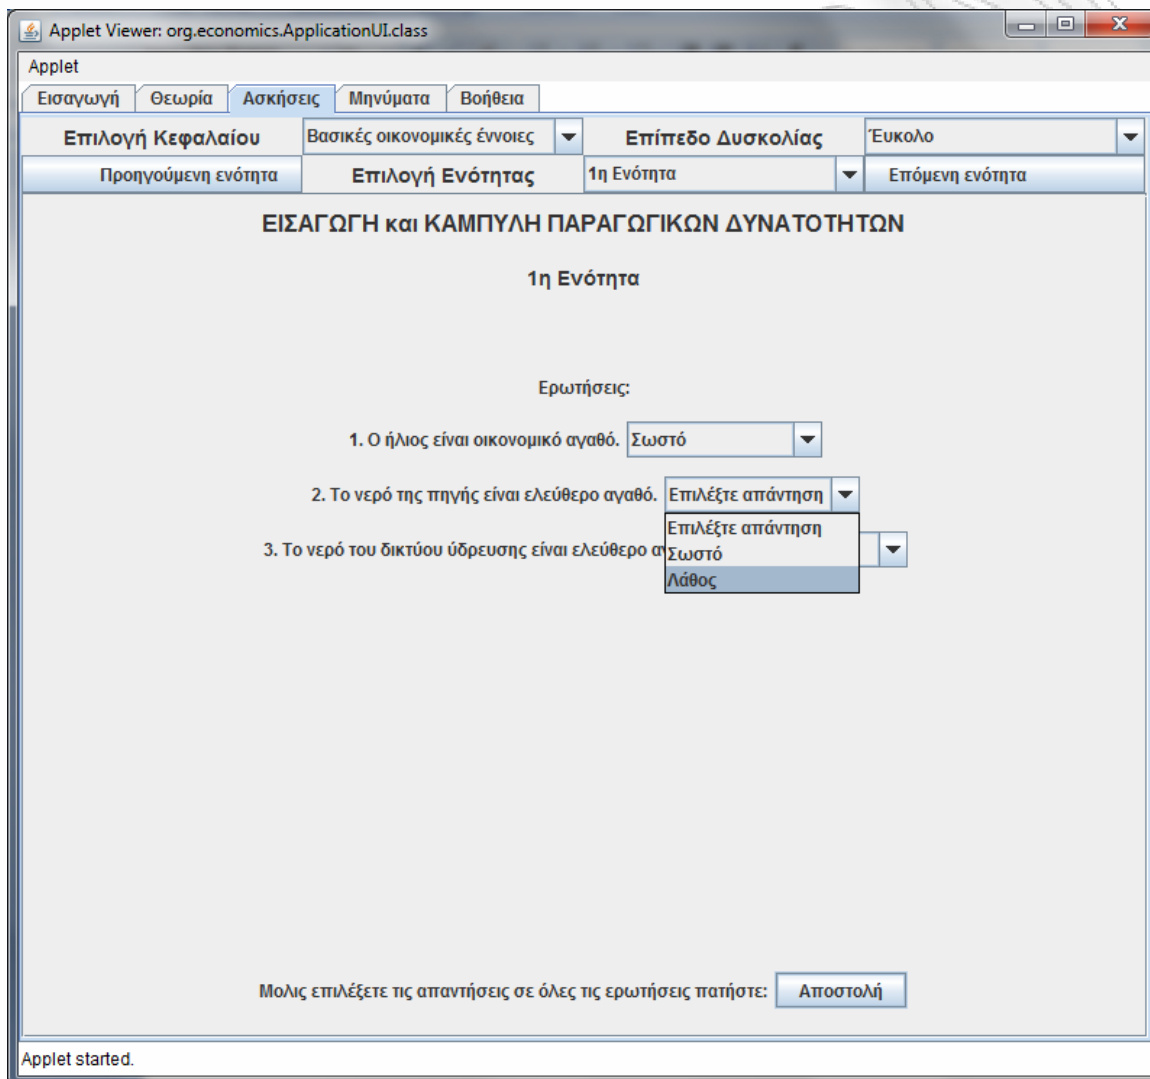 Applet Viewer: org.economics.ApplicationUI.class
Applet
Εισαγωγή Θεωρία Ασκήσεις Μηνύματα Βοήθεια
Επιλογή Κεφαλαίου Βασικές οικονομικές έννοιες Επίπεδο Δυσκολίας Έυκολο
Προηγούμενη ενότητα Επιλογή Ενότητας 1η Ενότητα Επόμενη ενότητα
ΕΙΣΑΓΩΓΗ και ΚΑΜΠΥΛΗ ΠΑΡΑΓΩΓΙΚΩΝ ΔΥΝΑΤΟΤΗΤΩΝ
1η Ενότητα
Ερωτήσεις:
1. Ο ήλιος είναι οικονομικό αγαθό. Σωστό
2. Το νερό της πηγής είναι ελεύθερο αγαθό. Επιλέξτε απάντηση
Επιλέξτε απάντηση
3. Το νερό του δικτύου ύδρευσης είναι ελεύθερο Σωστό
Λάθος
Μολις επιλέξετε τις απαντήσεις σε όλες τις ερωτήσεις πατήστε: Αποστολή
Applet started.